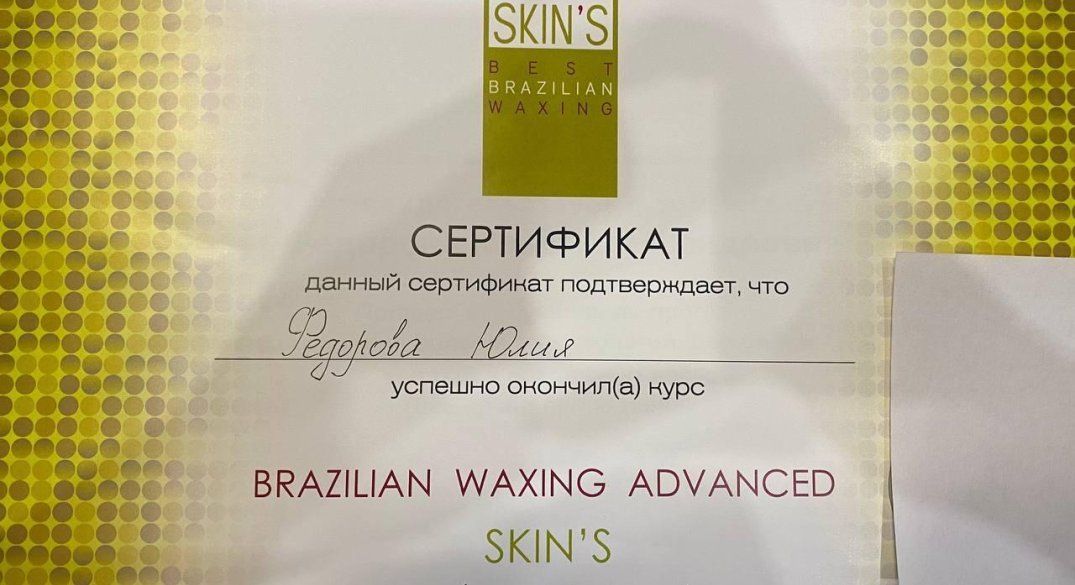 SKIN'S
BEST
BRAZILIAN
WAXING
СЕРТИФИКАТ
данный сертификат подтверждает, что
Федорова Юлия
успешно окончил(а) курс
BRAZILIAN WAXING ADVANCED
SKIN'S